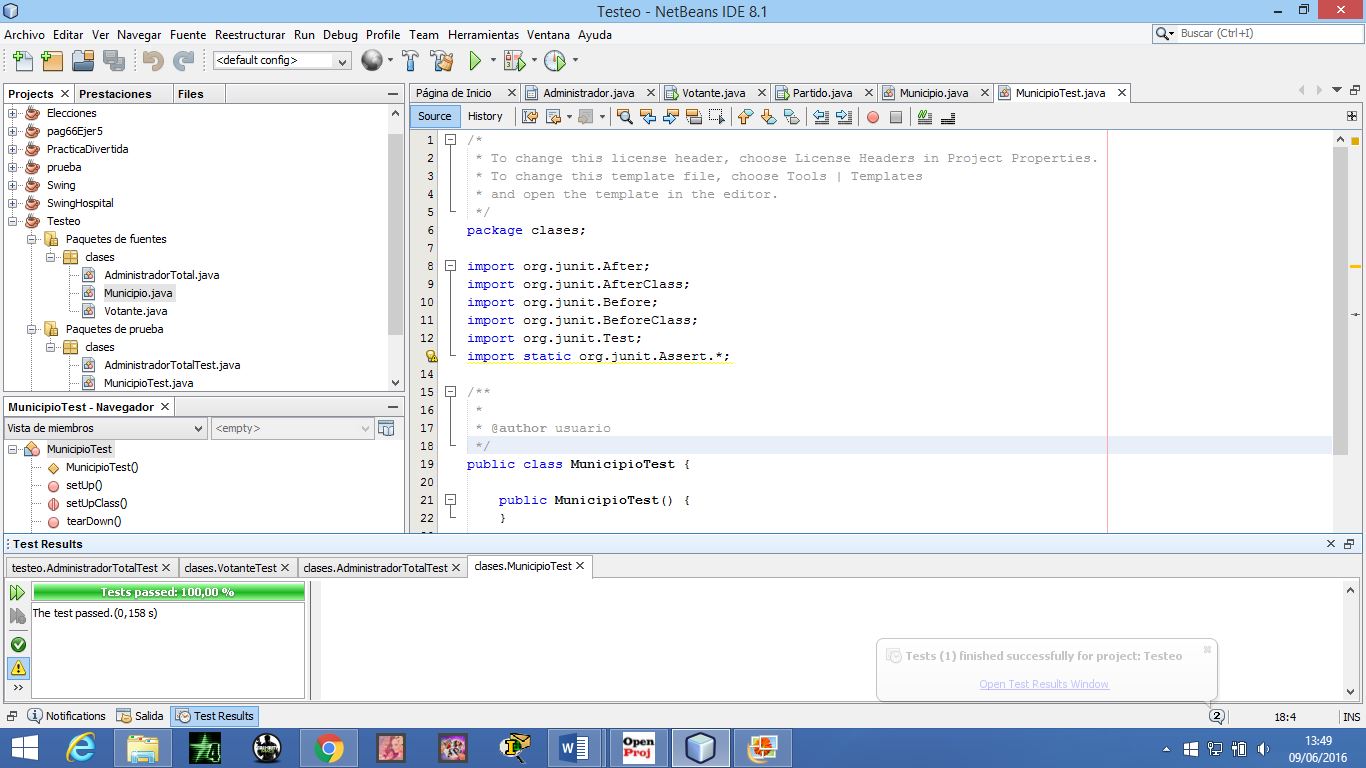 Testeo - NetBeans IDE 8.1
Archivo Editar Ver Navegar Fuente Reestructurar Run Debug Profile Team Herramientas Ventana Ayuda
Buscar (Ctrl+I)
<default config>
Projects Prestaciones Files
Elecciones
pag66Ejer5
PracticaDivertida
prueba
Swing
SwingHospital
Testeo
Paquetes de fuentes
clases
AdministradorTotal.java
Municipio.java
Votante.java
Paquetes de prueba
clases
AdministradorTotalTest.java
MunicipioTest.java
MunicipioTest - Navegador
Vista de miembros <empty>
MunicipioTest
MunicipioTest()
setUp()
setUpClass()
tearDown()
Página de Inicio Administrador.java Votante.java Partido.java Municipio.java MunicipioTest.java
Source History
1 /*
2 * To change this license header, choose License Headers in Project Properties.
3 * To change this template file, choose Tools | Templates
4 * and open the template in the editor.
5 */
6 package clases;
7
8 import org.junit.After;
9 import org.junit.AfterClass;
10 import org.junit.Before;
11 import org.junit.BeforeClass;
12 import org.junit.Test;
import static org.junit.Assert.*;
14
15 /**
16 *
17 * @author usuario
18 */
19 public class MunicipioTest {
20
21 public MunicipioTest() {
22 }
Test Results
testeo.AdministradorTotalTest clases.VotanteTest clases.AdministradorTotalTest clases.MunicipioTest
Tests passed: 100,00 %
The test passed.(0,158 s)
Tests (1) finished successfully for project: Testeo
Open Test Results Window
Notifications Salida Test Results
2 18:4 INS
Open
Proj
13:49
09/06/2016